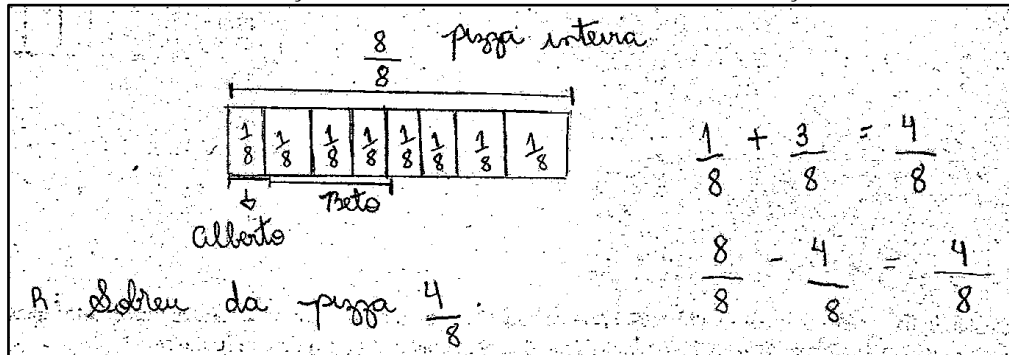 8/8 pizza inteira
1/8 1/8 1/8 1/8 1/8 1/8 1/8 1/8
Beto
Alberto
1/8 + 3/8 = 4/8
8/8 - 4/8 = 4/8
R: Sobrou da pizza 4/8.